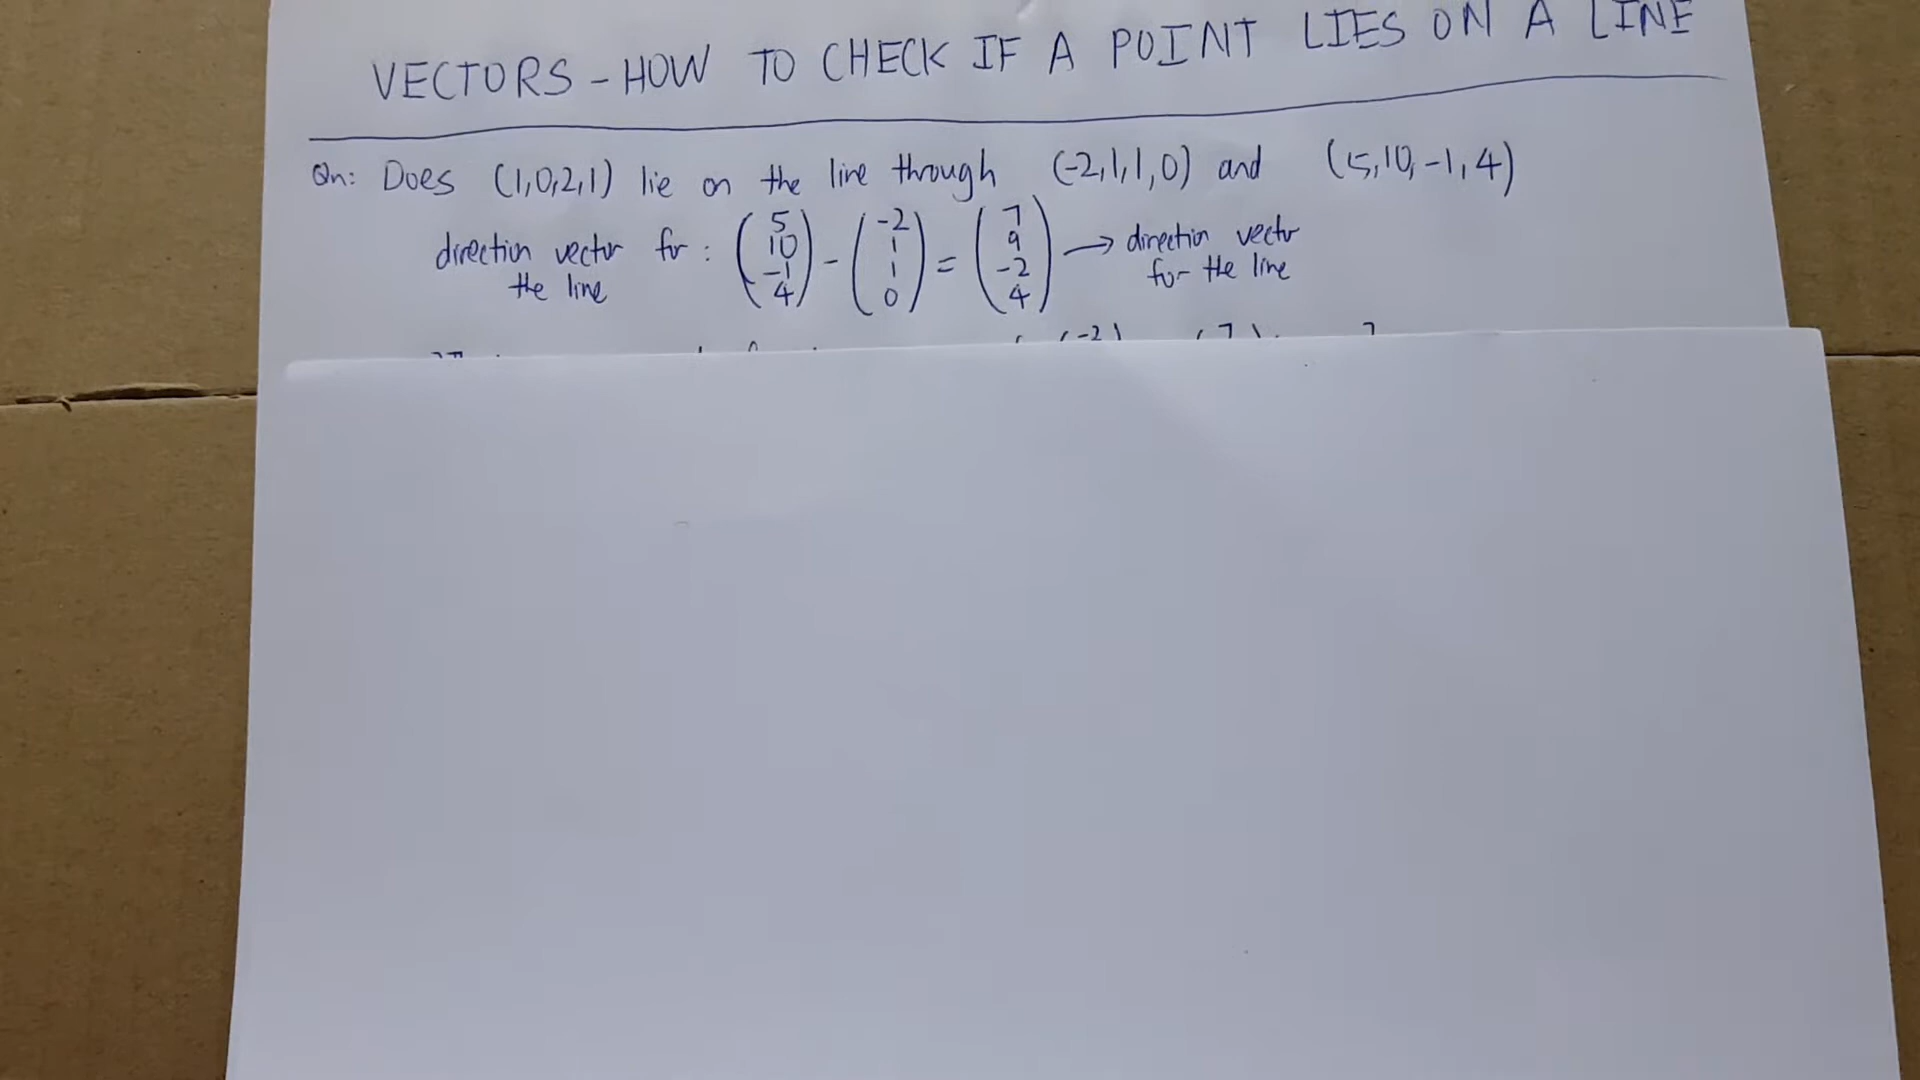 VECTORS - HOW TO CHECK IF A POINT LIES ON A LINE
Qn: Does (1,0,2,1) lie on the line through (-2,1,1,0) and (5,10,-1,4)
direction vector for the line : (5 10 -1 4) - (-2 1 1 0) = (7 9 -2 4) → direction vector for the line
(-2) (7)